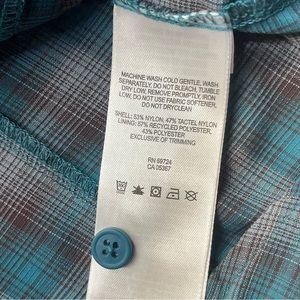 MACHINE WASH COLD GENTLE, WASH
SEPARATELY, DO NOT BLEACH, TUMBLE
DRY LOW, REMOVE PROMPTLY, IRON
LOW, DO NOT USE FABRIC SOFTENER,
DO NOT DRYCLEAN
SHELL: 53% NYLON, 47% TACTEL NYLON
LINING: 57% RECYCLED POLYESTER,
43% POLYESTER
EXCLUSIVE OF TRIMMING
RN 69724
CA 05367